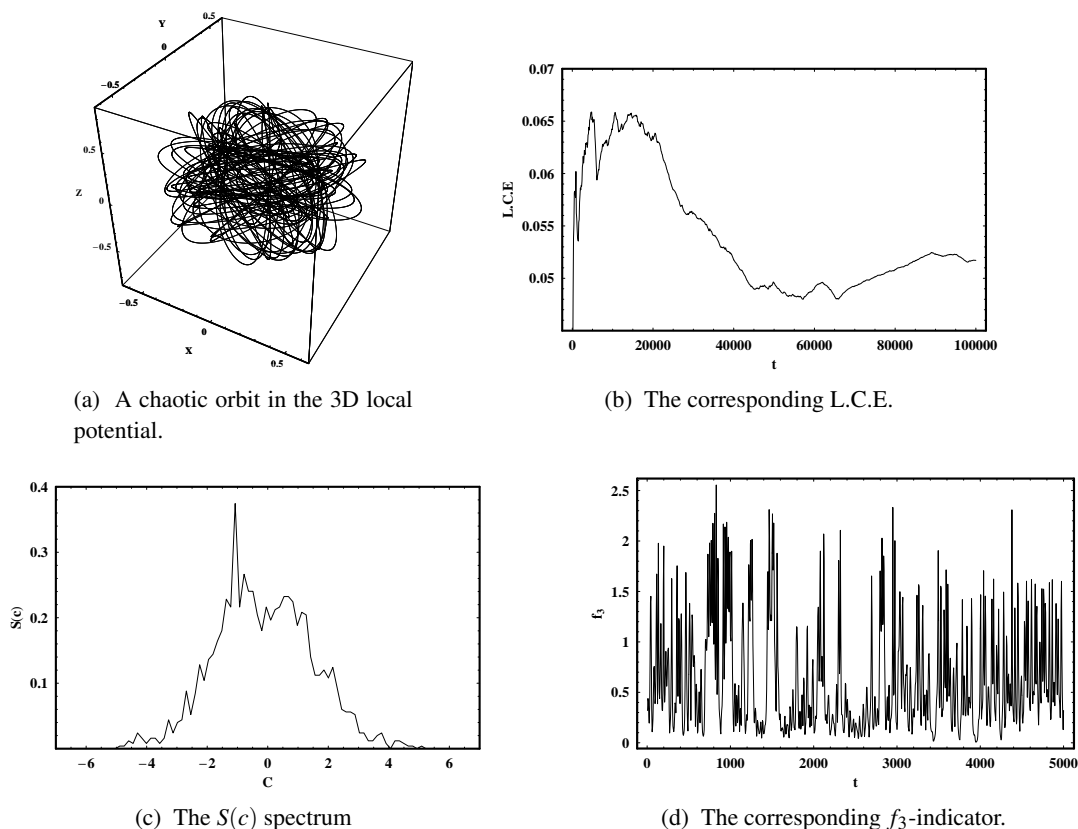 0.5
Y
0
−0.5
0.5
Z
0
−0.5
−0.5
0
X
0.5
0.07
0.065
0.06
0.055
0.05
L.C.E
0 20000 40000 60000 80000 100000
t
(a) A chaotic orbit in the 3D local
potential.
(b) The corresponding L.C.E.
0.4
0.3
0.2
0.1
S(c)
−6 −4 −2 0 2 4 6
C
2.5
2
1.5
1
0.5
0
f₃
0 1000 2000 3000 4000 5000
t
(c) The S(c) spectrum
(d) The corresponding f₃-indicator.